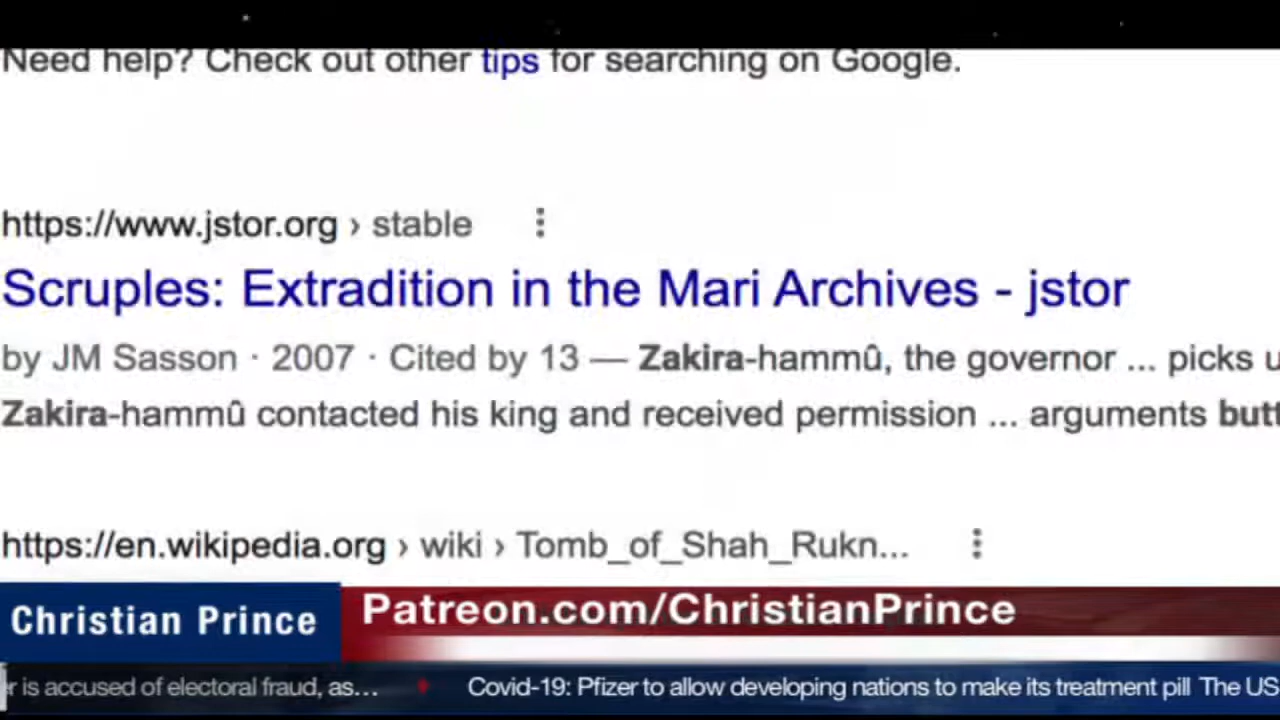 Need help? Check out other tips for searching on Google.
https://www.jstor.org › stable
Scruples: Extradition in the Mari Archives - jstor
by JM Sasson · 2007 · Cited by 13 — Zakira-hammû, the governor ... picks
Zakira-hammû contacted his king and received permission ... arguments
https://en.wikipedia.org › wiki › Tomb_of_Shah_Rukn...
Christian Prince
Patreon.com/ChristianPrince
is accused of electoral fraud, as... Covid-19: Pfizer to allow developing nations to make its treatment pill The US